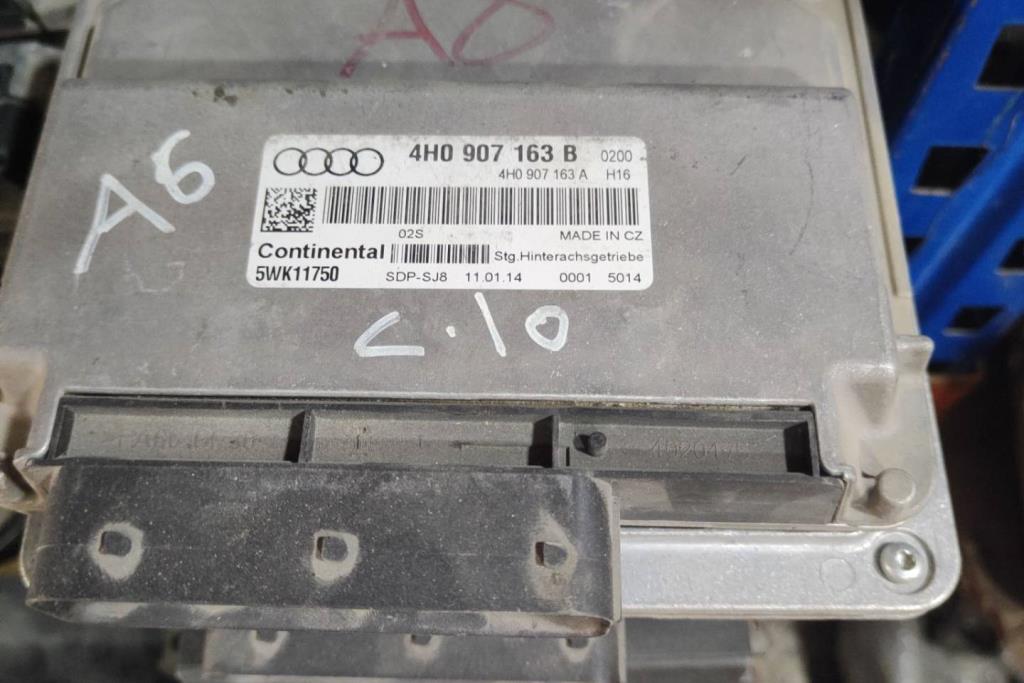 A6
A6
4H0 907 163 B 0200
4H0 907 163 A H16
02S MADE IN CZ
Continental Stg.Hinterachsgetriebe
5WK11750 SDP-SJ8 11.01.14 0001 5014
C.10